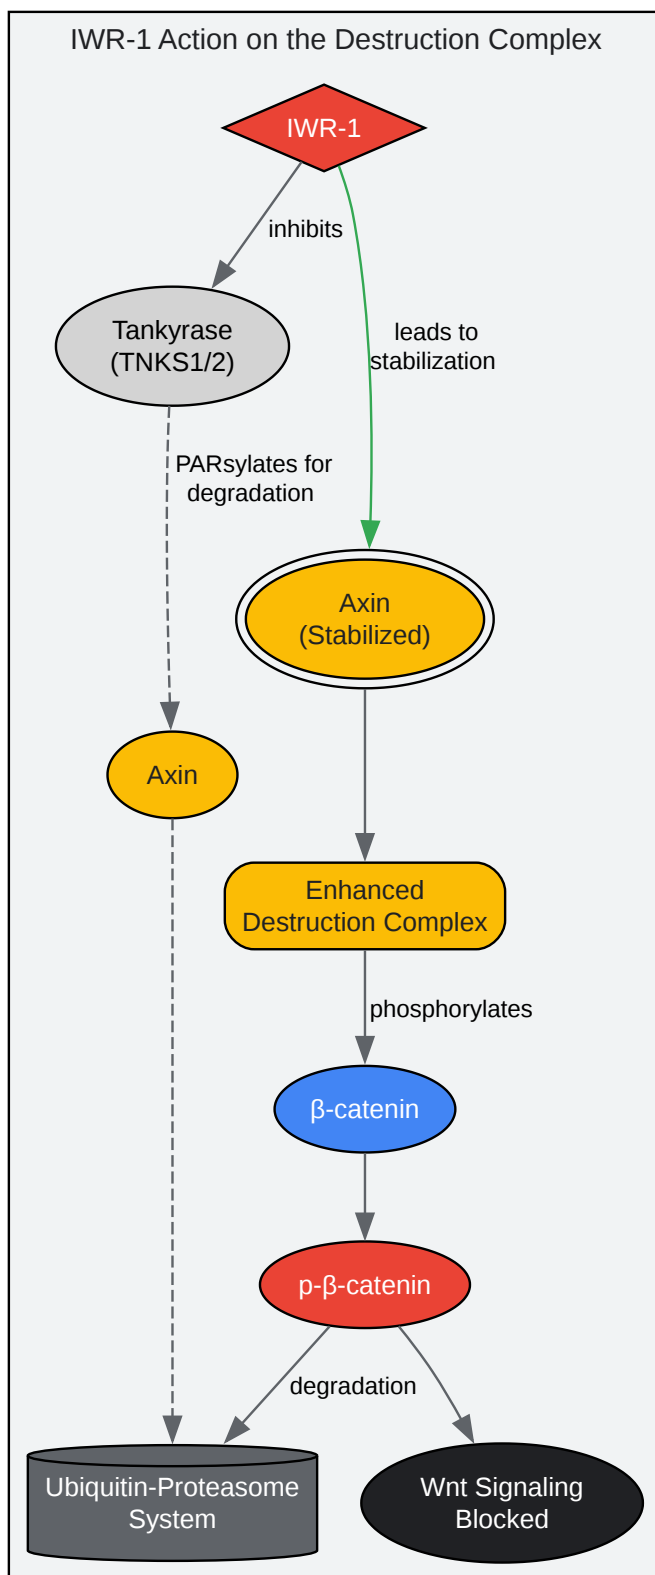 IWR-1 Action on the Destruction Complex
IWR-1
inhibits
Tankyrase
(TNKS1/2)
leads to
stabilization
PARsylates for
degradation
Axin
(Stabilized)
Axin
Enhanced
Destruction Complex
phosphorylates
β-catenin
p-β-catenin
degradation
Ubiquitin-Proteasome
System
Wnt Signaling
Blocked